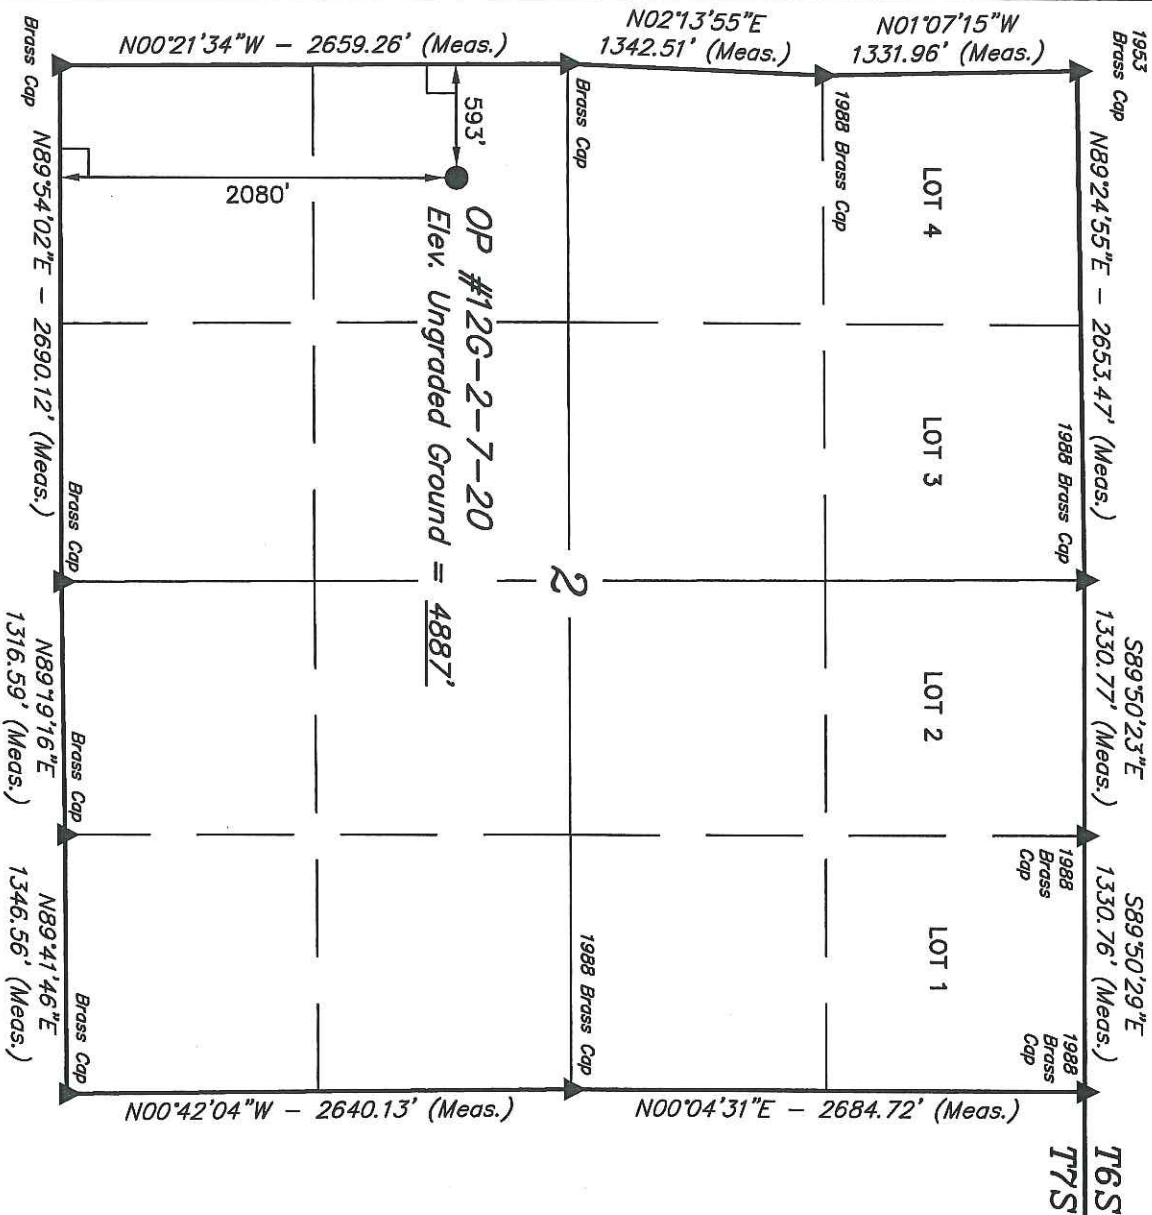 T6S
T7S
1953
Brass Cap
N89°24'55"E - 2653.47' (Meas.)
1988 Brass Cap
S89°50'23"E
1330.77' (Meas.)
1988
Brass
Cap
S89°50'29"E
1330.76' (Meas.)
1988
Brass
Cap
N01°07'15"W
1331.96' (Meas.)
N02°13'55"E
1342.51' (Meas.)
N00°21'34"W - 2659.26' (Meas.)
LOT 4
LOT 3
LOT 2
LOT 1
1988 Brass Cap
Brass Cap
2
1988 Brass Cap
593'
2080'
OP #12G-2-7-20
Elev. Ungraded Ground = 4887'
N00°04'31"E - 2684.72' (Meas.)
N00°42'04"W - 2640.13' (Meas.)
Brass Cap
Brass Cap
Brass Cap
Brass Cap
N89°54'02"E - 2690.12' (Meas.)
N89°19'16"E
1316.59' (Meas.)
N89°41'46"E
1346.56' (Meas.)